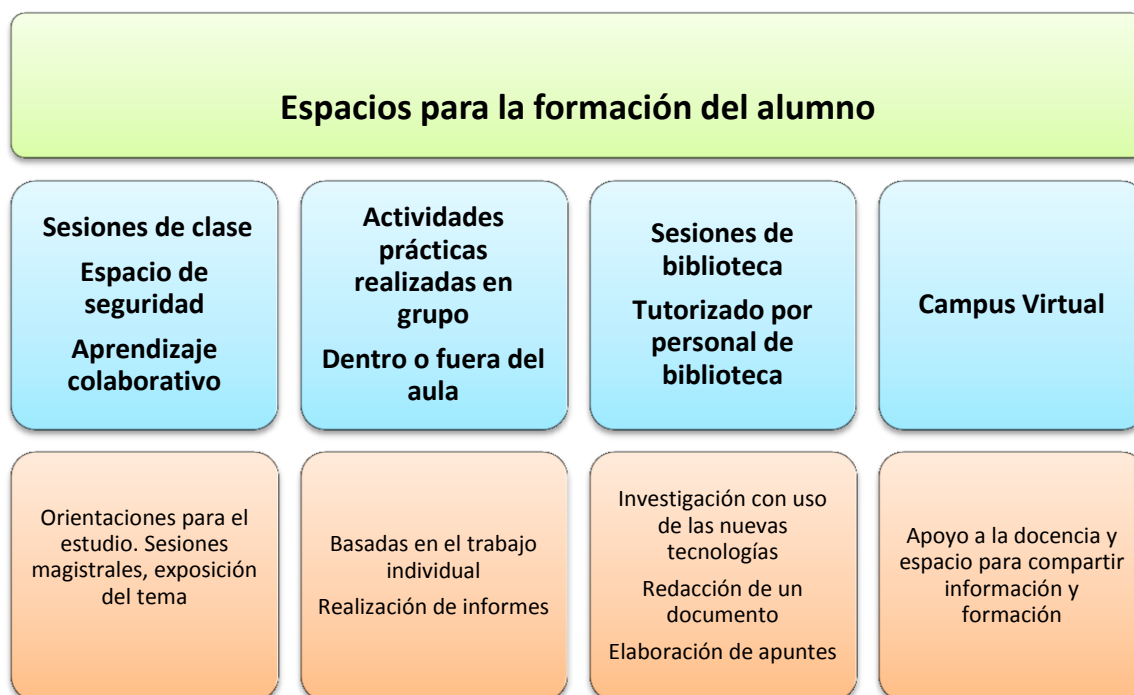 Espacios para la formación del alumno
Sesiones de clase
Espacio de
seguridad
Aprendizaje
colaborativo
Actividades
prácticas
realizadas en
grupo
Dentro o fuera del
aula
Sesiones de
biblioteca
Tutorizado por
personal de
biblioteca
Campus Virtual
Orientaciones para el
estudio. Sesiones
magistrales, exposición
del tema
Basadas en el trabajo
individual
Realización de informes
Investigación con uso
de las nuevas
tecnologías
Redacción de un
documento
Elaboración de apuntes
Apoyo a la docencia y
espacio para compartir
información y
formación